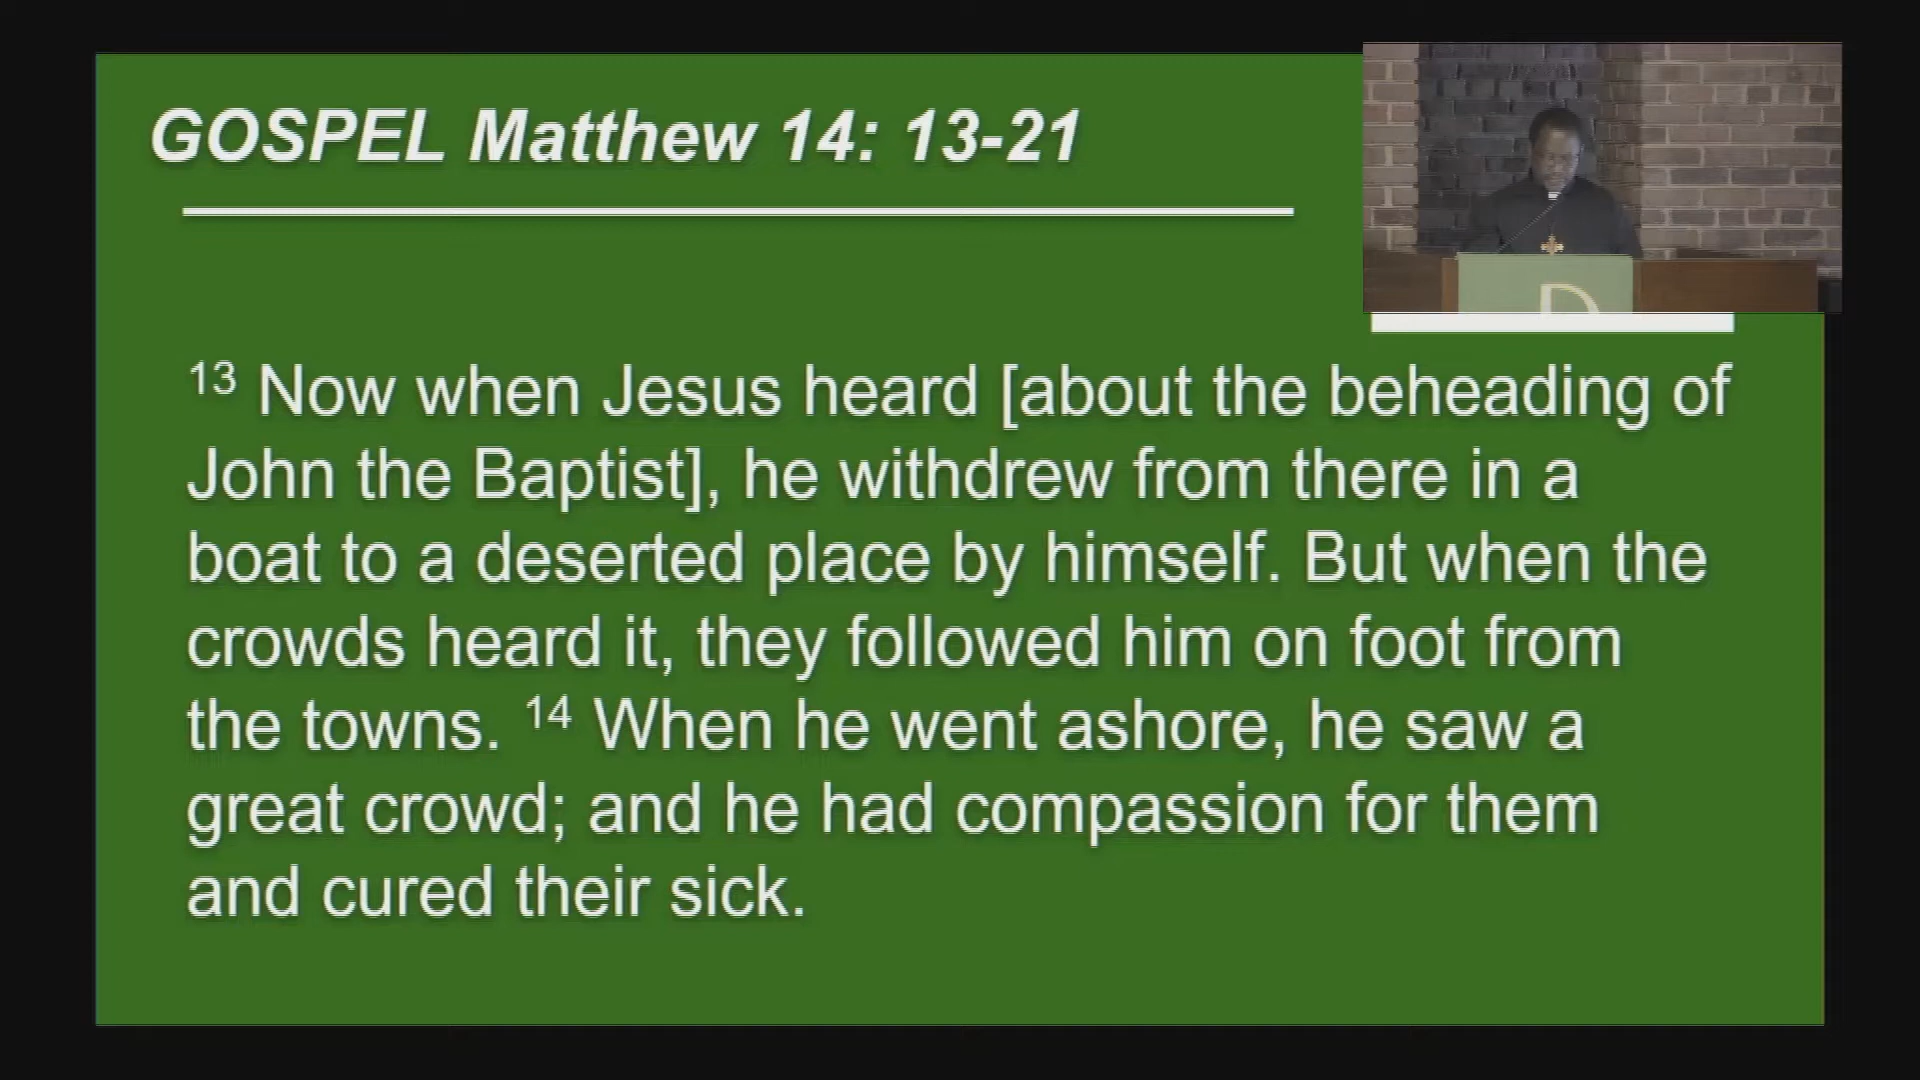 GOSPEL Matthew 14: 13-21
13 Now when Jesus heard [about the beheading of
John the Baptist], he withdrew from there in a
boat to a deserted place by himself. But when the
crowds heard it, they followed him on foot from
the towns. 14 When he went ashore, he saw a
great crowd; and he had compassion for them
and cured their sick.